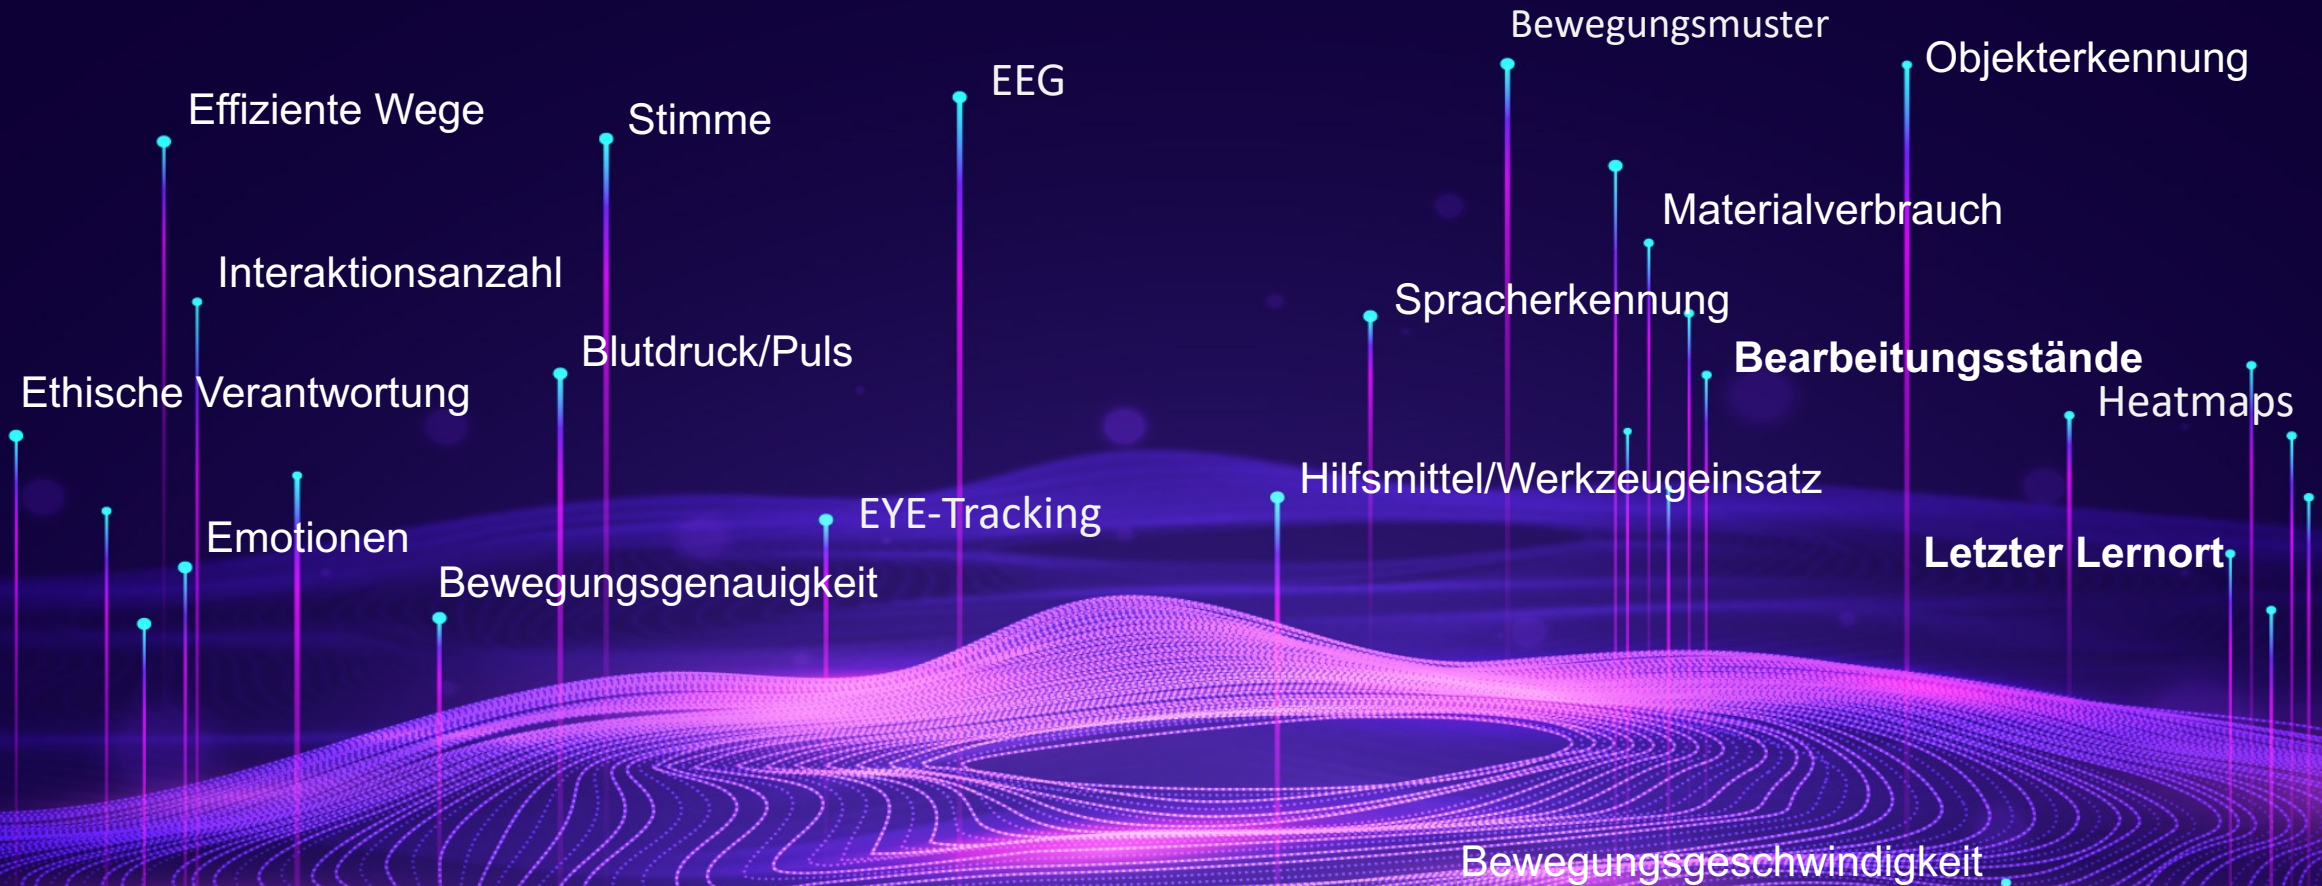 Bewegungsmuster
Objekterkennung
EEG
Effiziente Wege
Stimme
Materialverbrauch
Interaktionsanzahl
Spracherkennung
Blutdruck/Puls
Bearbeitungsstände
Ethische Verantwortung
Heatmaps
Hilfsmittel/Werkzeugeinsatz
EYE-Tracking
Emotionen
Letzter Lernort
Bewegungsgenauigkeit
Bewegungsgeschwindigkeit